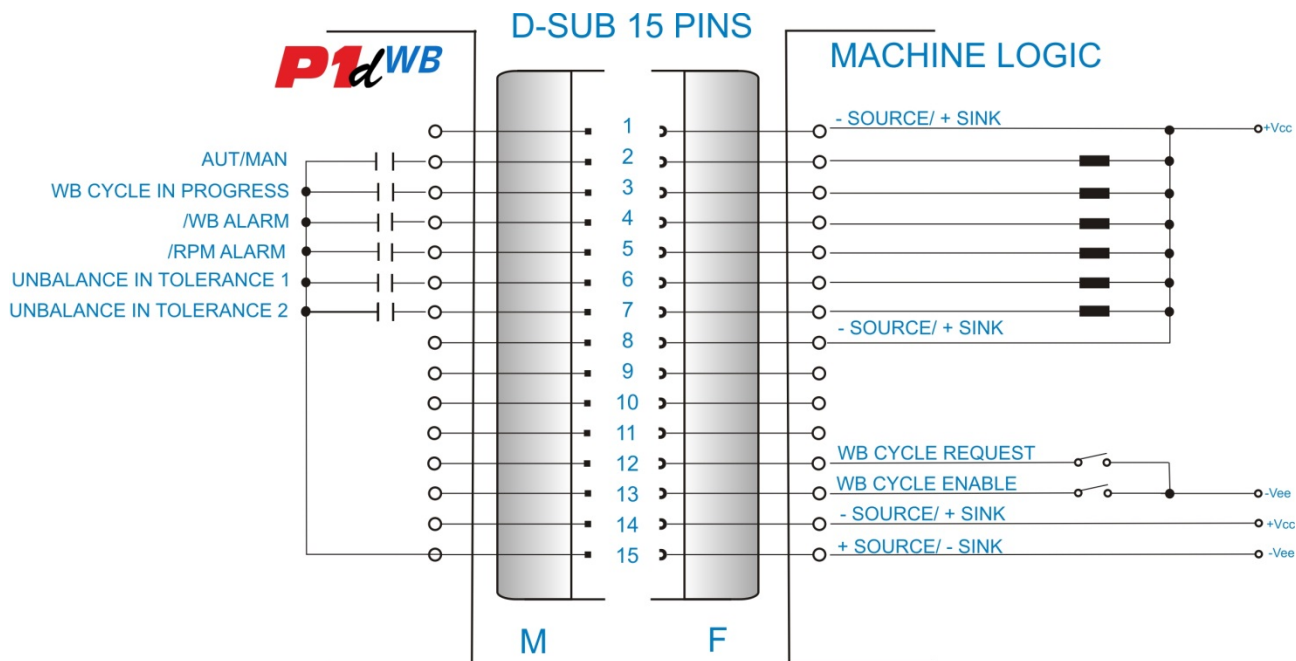 D-SUB 15 PINS
P1dWB
MACHINE LOGIC
1
- SOURCE/ + SINK
+Vcc
AUT/MAN
2
WB CYCLE IN PROGRESS
3
/WB ALARM
4
/RPM ALARM
5
UNBALANCE IN TOLERANCE 1
6
UNBALANCE IN TOLERANCE 2
7
- SOURCE/ + SINK
8
9
10
11
12
WB CYCLE REQUEST
13
WB CYCLE ENABLE
-Vee
14
- SOURCE/ + SINK
+Vcc
15
+ SOURCE/ - SINK
-Vee
M
F